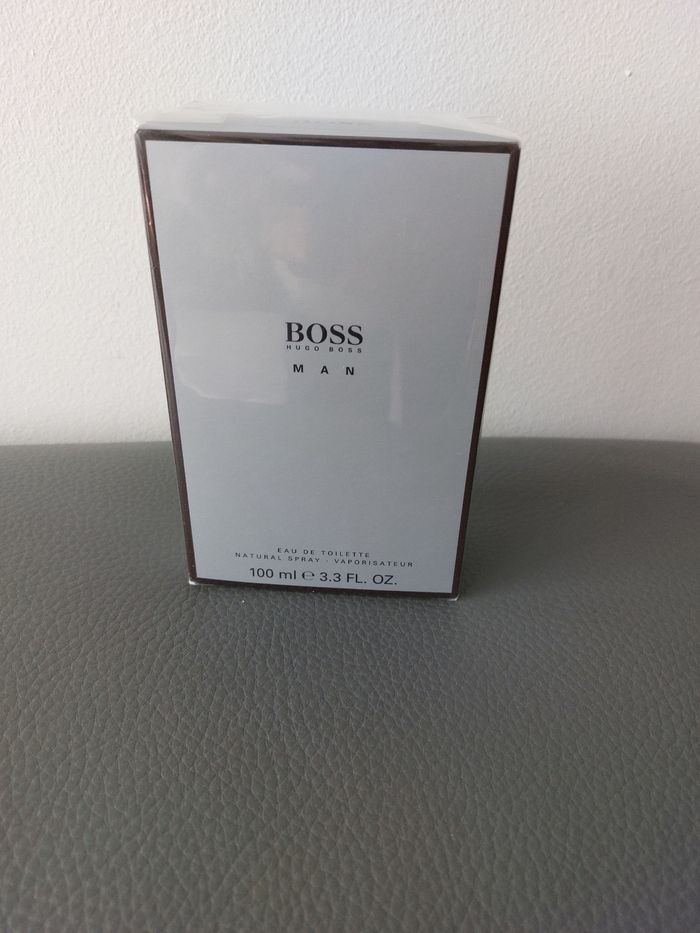 BOSS
HUGO BOSS
MAN
EAU DE TOILETTE
NATURAL SPRAY · VAPORISATEUR
100 ml ℮ 3.3 FL. OZ.